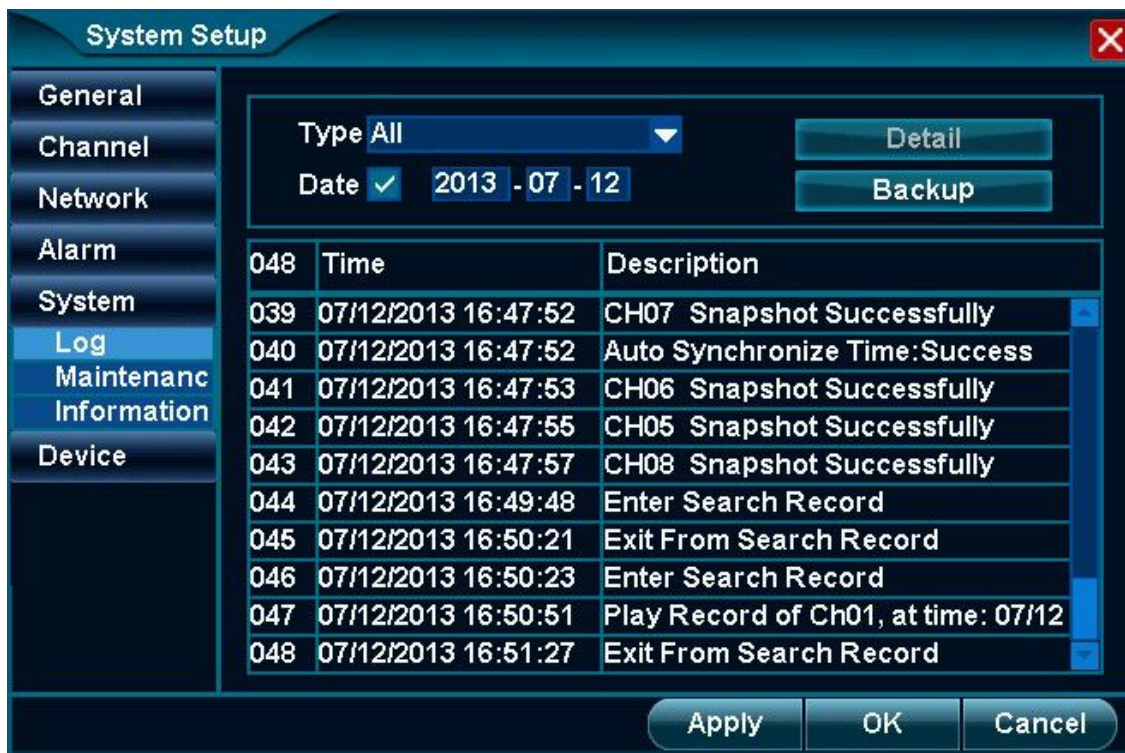 System Setup
General
Channel
Network
Alarm
System
Log
Maintenanc
Information
Device
Type All
Date 2013 - 07 - 12
Detail
Backup
048 Time Description
039 07/12/2013 16:47:52 CH07 Snapshot Successfully
040 07/12/2013 16:47:52 Auto Synchronize Time:Success
041 07/12/2013 16:47:53 CH06 Snapshot Successfully
042 07/12/2013 16:47:55 CH05 Snapshot Successfully
043 07/12/2013 16:47:57 CH08 Snapshot Successfully
044 07/12/2013 16:49:48 Enter Search Record
045 07/12/2013 16:50:21 Exit From Search Record
046 07/12/2013 16:50:23 Enter Search Record
047 07/12/2013 16:50:51 Play Record of Ch01, at time: 07/12
048 07/12/2013 16:51:27 Exit From Search Record
Apply OK Cancel